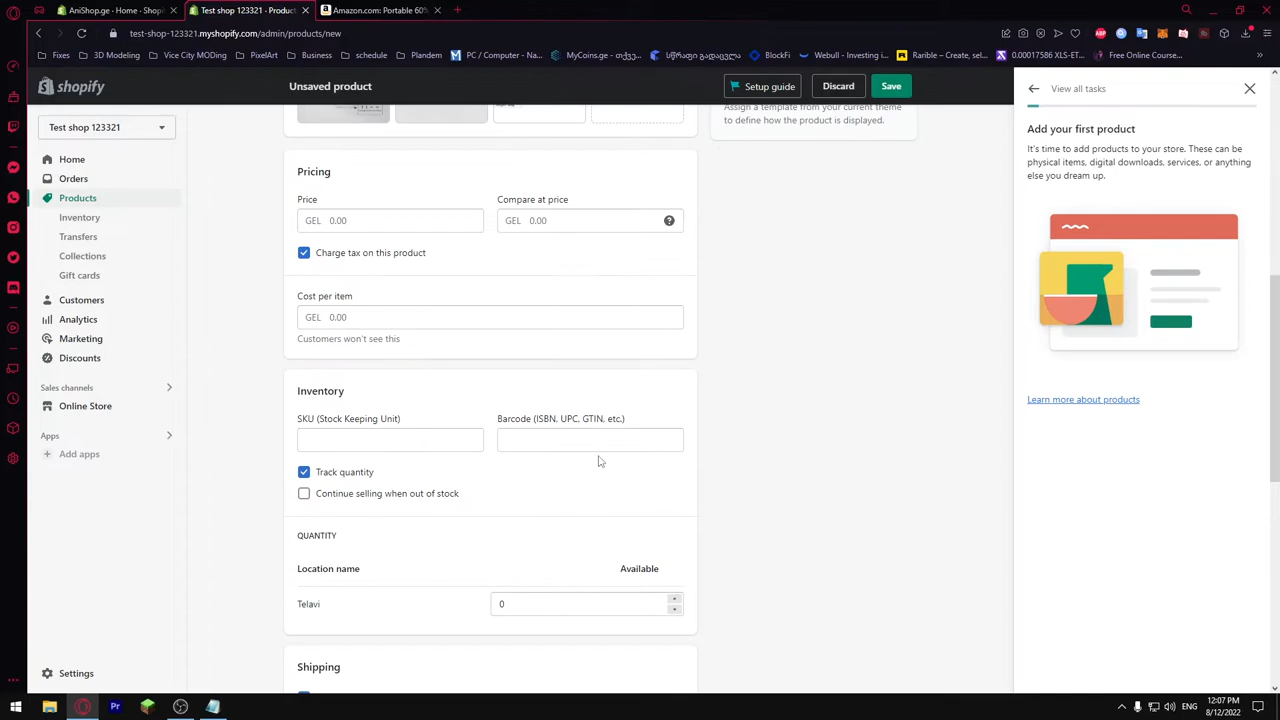 AniShop.ge - Home · Shopi
Test shop 123321 · Produc
Amazon.com: Portable 60%
test-shop-123321.myshopify.com/admin/products/new
Fixes
3D Modeling
Vice City MODing
PixelArt
Business
schedule
Plandem
PC / Computer - N
MyCoins.ge
BlockFi
Webull - Investing i
Rarible – Create, sel
0.00017586 XLS-ET
Free Online Course
shopify
Unsaved product
Setup guide
Discard
Save
View all tasks
Test shop 123321
Home
Orders
Products
Inventory
Transfers
Collections
Gift cards
Customers
Analytics
Marketing
Discounts
Sales channels
Online Store
Apps
Add apps
Settings
Assign a template from your current theme
to define how the product is displayed.
Pricing
Price
Compare at price
GEL 0.00
GEL 0.00
Charge tax on this product
Cost per item
GEL 0.00
Customers won't see this
Inventory
SKU (Stock Keeping Unit)
Barcode (ISBN, UPC, GTIN, etc.)
Track quantity
Continue selling when out of stock
QUANTITY
Location name
Available
Telavi
0
Shipping
Add your first product
It's time to add products to your store. These can be
physical items, digital downloads, services, or anything
else you dream up.
Learn more about products
ENG
12:07 PM
8/12/2022